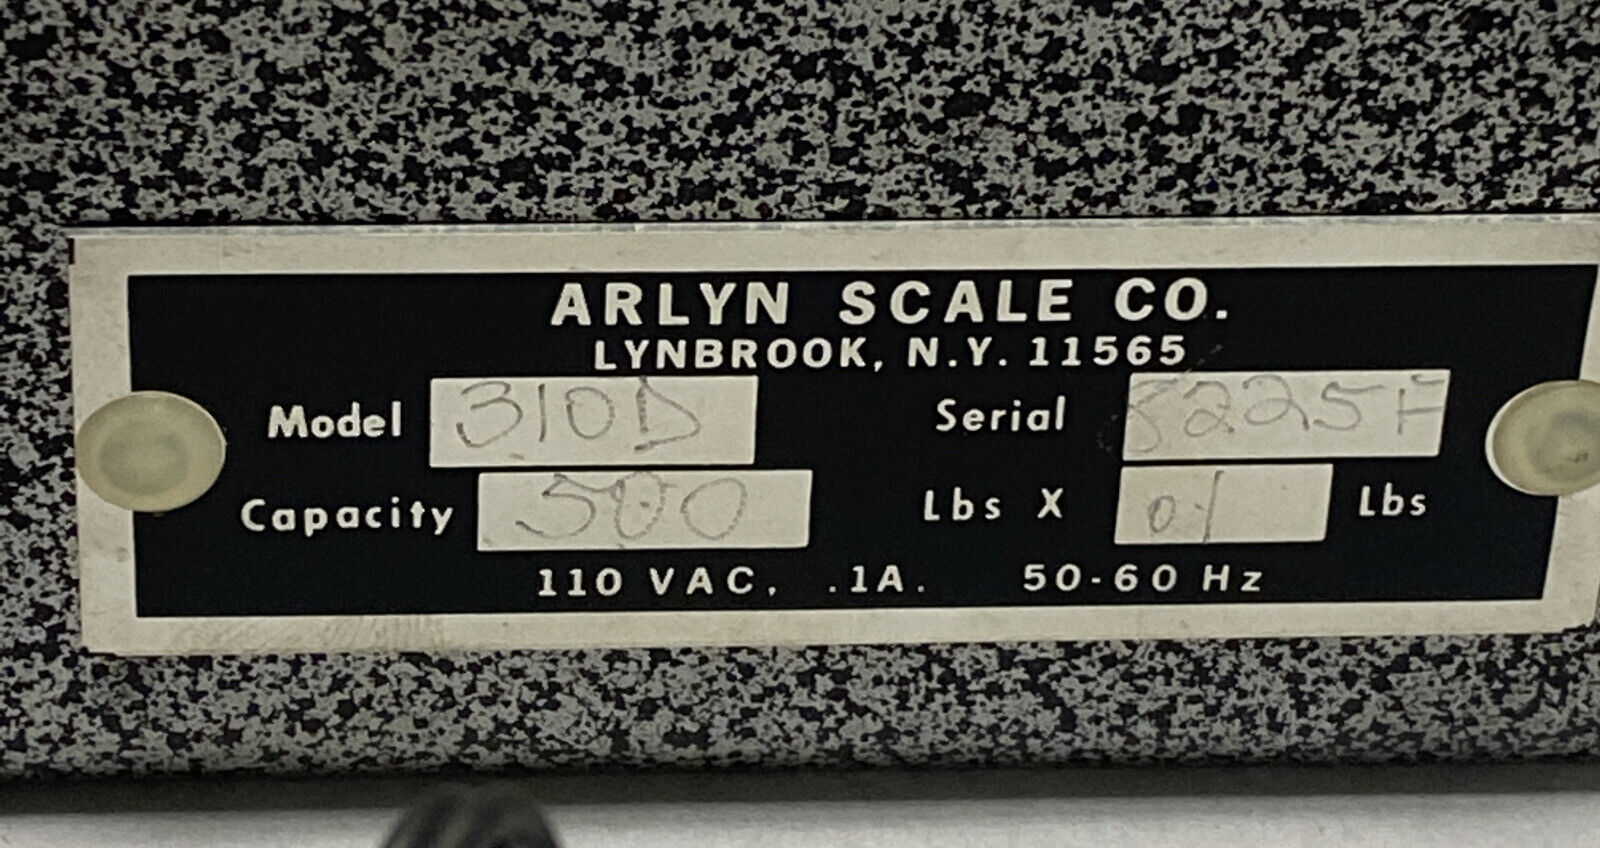 ARLYN SCALE CO.
LYNBROOK, N.Y. 11565
Model 310D Serial 8225F
Capacity 500 Lbs X 0.1 Lbs
110 VAC, .1A. 50-60 Hz